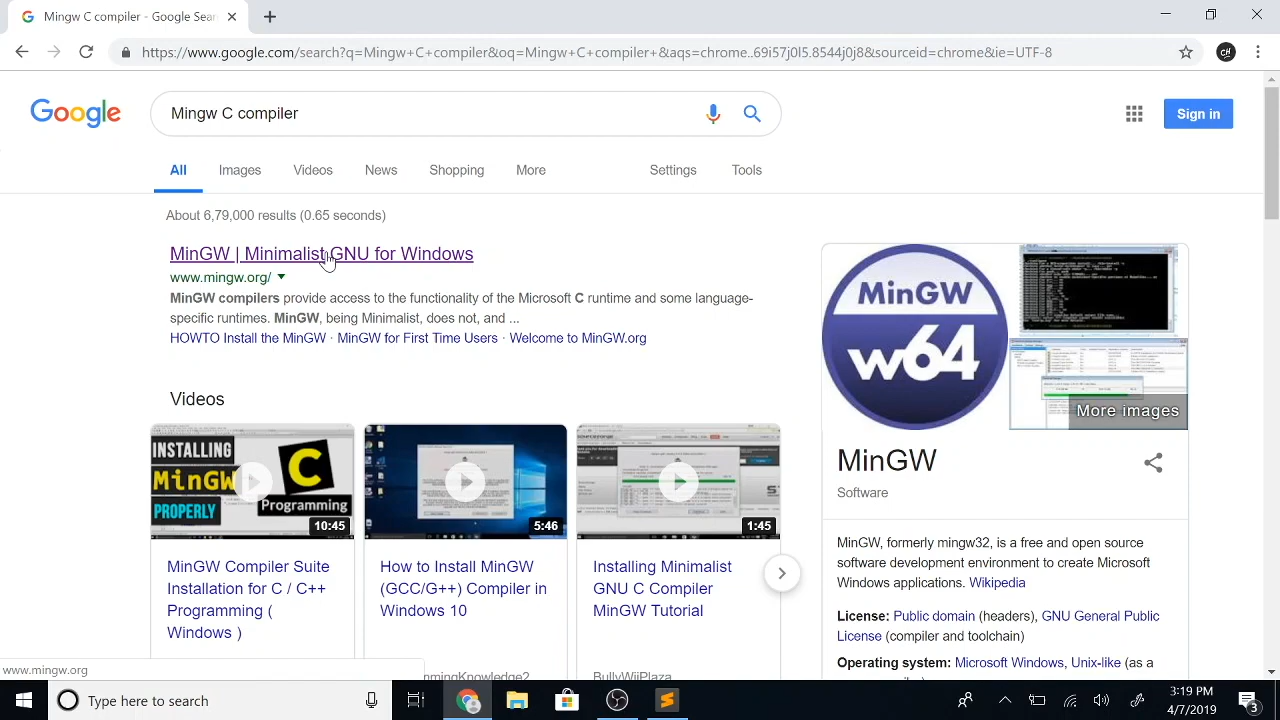 Mingw C compiler - Google Sear
https://www.google.com/search?q=Mingw+C+compiler&oq=Mingw+C+compiler+&aqs=chrome..69i57j0l5.8544j0j8&sourceid=chrome&ie=UTF-8
Google
Mingw C compiler
Sign in
All Images Videos News Shopping More Settings Tools
About 6,79,000 results (0.65 seconds)
MinGW | Minimalist GNU for Windows
www.mingw.org/
MinGW compilers provide access to the functionality of the Microsoft C runtime and some language-
specific runtimes. MinGW, being Minimalist, does not, and
HOWTO Install the MinGW Users · Welcome to MinGW.org
MinGW
w64
More images
Videos
INSTALLING
MinGW
PROPERLY
C
Programming
10:45
5:46
1:45
MinGW Compiler Suite
Installation for C / C++
Programming (
Windows )
How to Install MinGW
(GCC/G++) Compiler in
Windows 10
Installing Minimalist
GNU C Compiler
MinGW Tutorial
mingKnowledge2
BullyWiiPlaza
MinGW
Software
MinGW, formerly mingw32, is a free and open source
software development environment to create Microsoft
Windows applications. Wikipedia
License: Public domain (headers), GNU General Public
License (compiler and toolchain)
Operating system: Microsoft Windows, Unix-like (as a
www.mingw.org
Type here to search
3:19 PM
4/7/2019
3